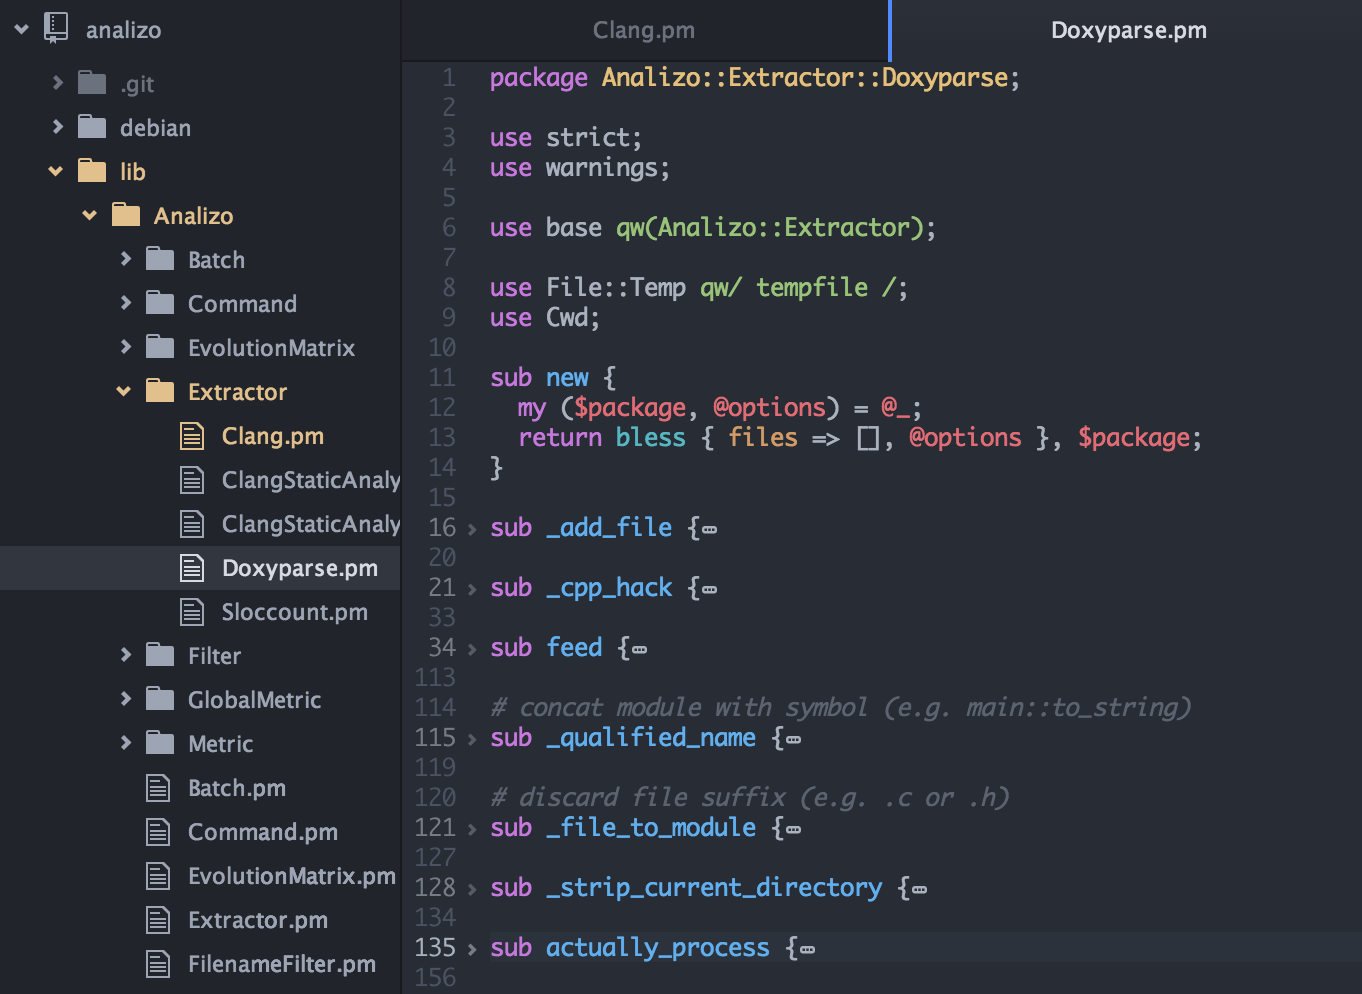 analizo
.git
debian
lib
Analizo
Batch
Command
EvolutionMatrix
Extractor
Clang.pm
ClangStaticAnaly
ClangStaticAnaly
Doxyparse.pm
Sloccount.pm
Filter
GlobalMetric
Metric
Batch.pm
Command.pm
EvolutionMatrix.pm
Extractor.pm
FilenameFilter.pm
Clang.pm
Doxyparse.pm
1 package Analizo::Extractor::Doxyparse;
2
3 use strict;
4 use warnings;
5
6 use base qw(Analizo::Extractor);
7
8 use File::Temp qw/ tempfile /;
9 use Cwd;
10
11 sub new {
12 my ($package, @options) = @_;
13 return bless { files => [], @options }, $package;
14 }
15
16 sub _add_file {
20
21 sub _cpp_hack {
33
34 sub feed {
113
114 # concat module with symbol (e.g. main::to_string)
115 sub _qualified_name {
119
120 # discard file suffix (e.g. .c or .h)
121 sub _file_to_module {
127
128 sub _strip_current_directory {
134
135 sub actually_process {
156